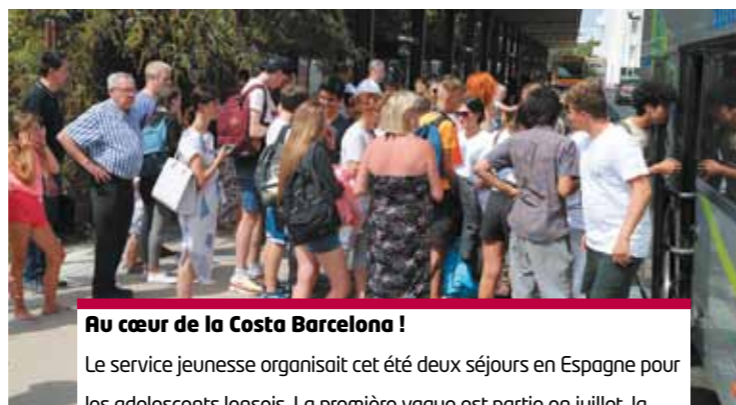 Au cœur de la Costa Barcelona !
Le service jeunesse organisait cet été deux séjours en Espagne pour
les adolescents lensois. La première vague est partie en juillet, la